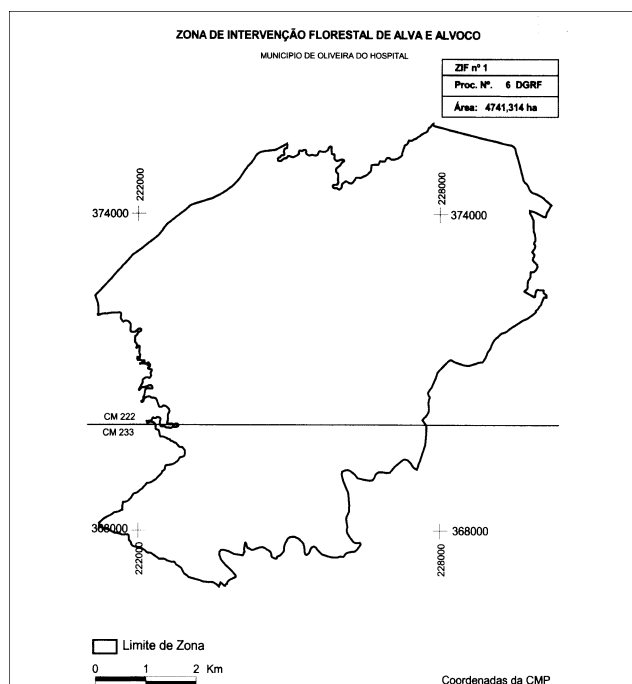 ZONA DE INTERVENÇÃO FLORESTAL DE ALVA E ALVOCO
MUNICIPIO DE OLIVEIRA DO HOSPITAL
ZIF nº 1
Proc. Nº. 6 DGRF
Área: 4741,314 ha
222000
228000
374000
374000
CM 222
CM 233
368000
368000
222000
228000
Limite de Zona
0 1 2 Km
Coordenadas da CMP